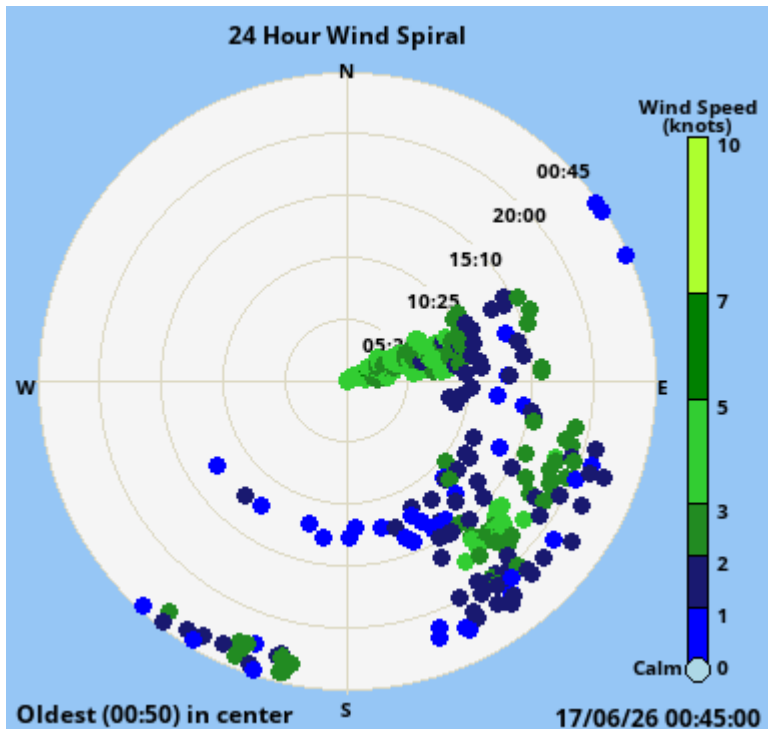 24 Hour Wind Spiral
N
Wind Speed
(knots)
10
00:45
20:00
15:10
10:25
7
W
E
5
3
2
1
Calm
0
S
Oldest (00:50) in center
17/06/26 00:45:00